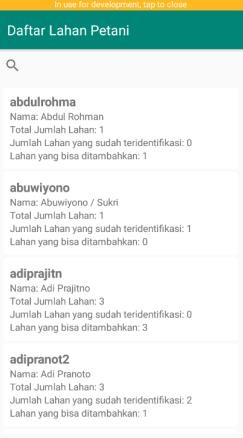 In use for development, tap to close
Daftar Lahan Petani
abdulrohma
Nama: Abdul Rohman
Total Jumlah Lahan: 1
Jumlah Lahan yang sudah teridentifikasi: 0
Lahan yang bisa ditambahkan: 1
abuwiyono
Nama: Abuwiyono / Sukri
Total Jumlah Lahan: 1
Jumlah Lahan yang sudah teridentifikasi: 1
Lahan yang bisa ditambahkan: 0
adiprajitn
Nama: Adi Prajitno
Total Jumlah Lahan: 3
Jumlah Lahan yang sudah teridentifikasi: 0
Lahan yang bisa ditambahkan: 3
adipranot2
Nama: Adi Pranoto
Total Jumlah Lahan: 3
Jumlah Lahan yang sudah teridentifikasi: 2
Lahan yang bisa ditambahkan: 1